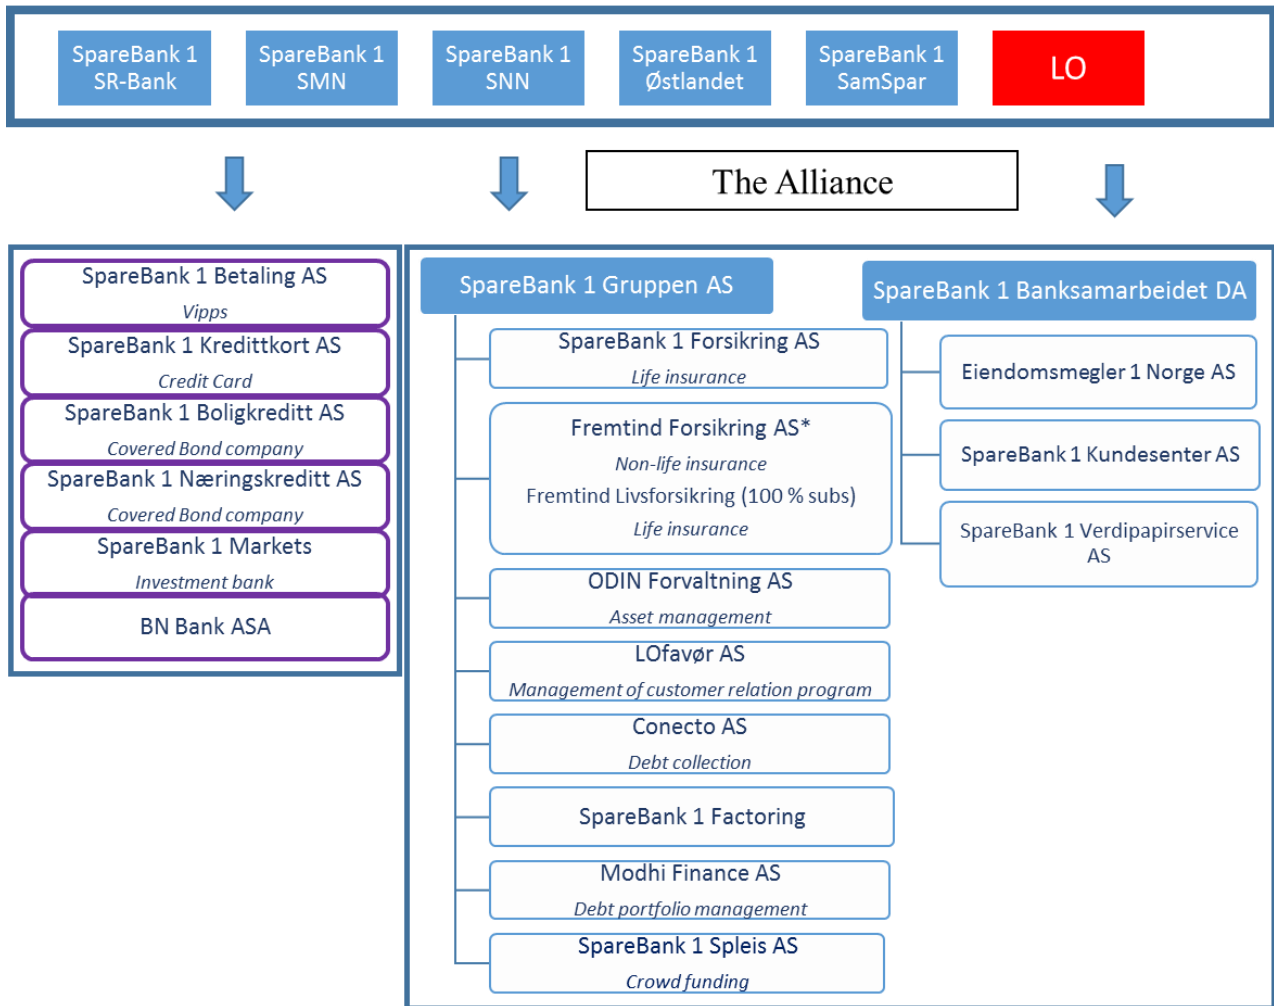 SpareBank 1
SR-Bank
SpareBank 1
SMN
SpareBank 1
SNN
SpareBank 1
Østlandet
SpareBank 1
SamSpar
LO
The Alliance
SpareBank 1 Betaling AS
Vipps
SpareBank 1 Kredittkort AS
Credit Card
SpareBank 1 Boligkreditt AS
Covered Bond company
SpareBank 1 Næringskreditt AS
Covered Bond company
SpareBank 1 Markets
Investment bank
BN Bank ASA
SpareBank 1 Gruppen AS
SpareBank 1 Forsikring AS
Life insurance
Fremtind Forsikring AS*
Non-life insurance
Fremtind Livsforsikring (100 % subs)
Life insurance
ODIN Forvaltning AS
Asset management
LOfavør AS
Management of customer relation program
Conecto AS
Debt collection
SpareBank 1 Factoring
Modhi Finance AS
Debt portfolio management
SpareBank 1 Spleis AS
Crowd funding
SpareBank 1 Banksamarbeidet DA
Eiendomsmegler 1 Norge AS
SpareBank 1 Kundesenter AS
SpareBank 1 Verdipapirservice
AS